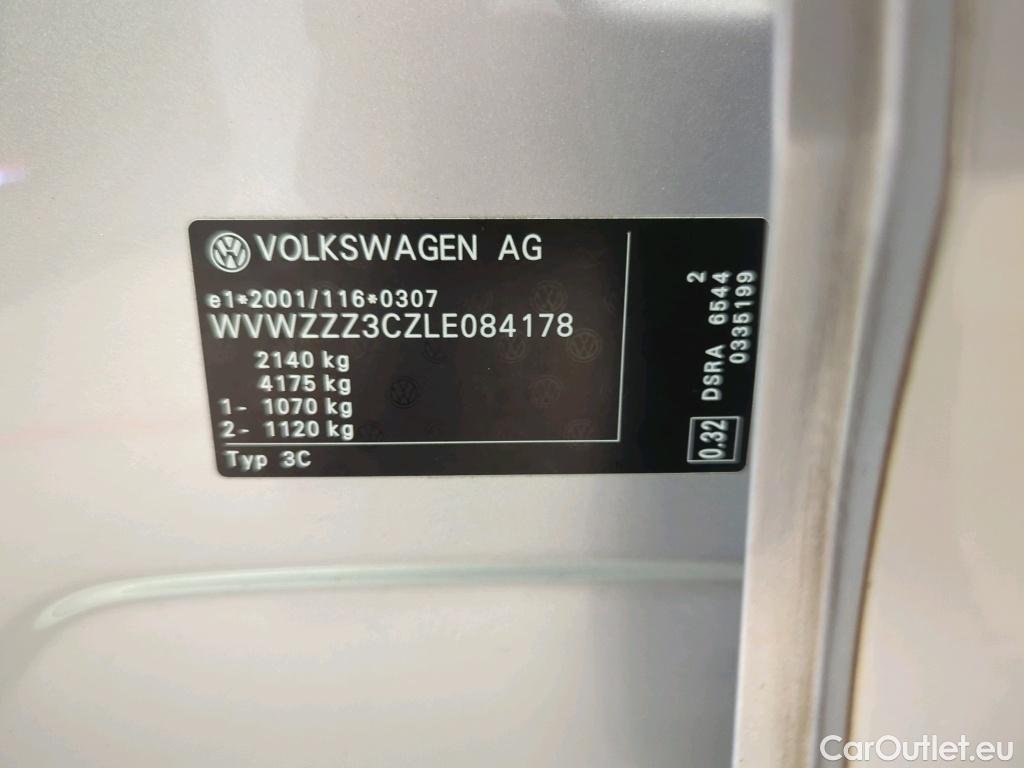 VOLKSWAGEN AG
e1*2001/116*0307
WVWZZZ3CZLE084178
2140 kg
4175 kg
1- 1070 kg
2- 1120 kg
Typ 3C
2
DSRA 6544
0335199
0.32
CarOutlet.eu